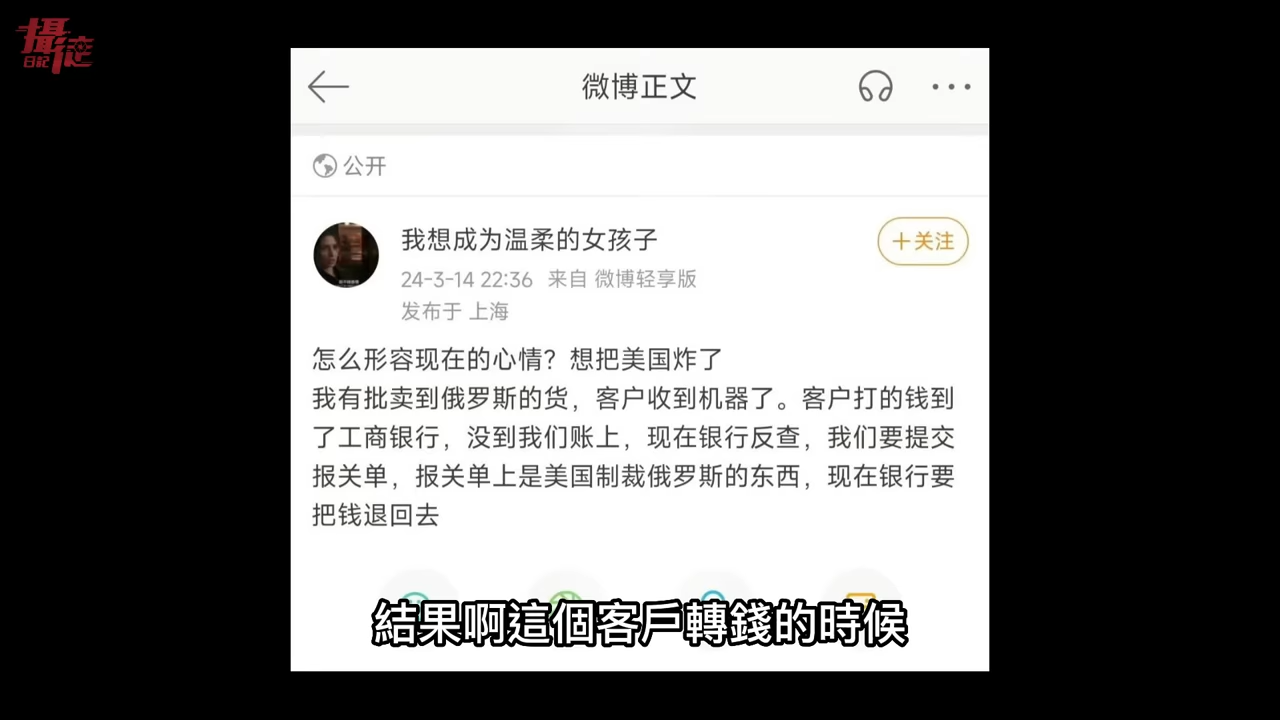 攝徒
日記
微博正文
公开
我想成为温柔的女孩子
+关注
24-3-14 22:36 来自 微博轻享版
发布于 上海
怎么形容现在的心情？想把美国炸了
我有批卖到俄罗斯的货，客户收到机器了。客户打的钱到
了工商银行，没到我们账上，现在银行反查，我们要提交
报关单，报关单上是美国制裁俄罗斯的东西，现在银行要
把钱退回去
結果啊這個客戶轉錢的時候